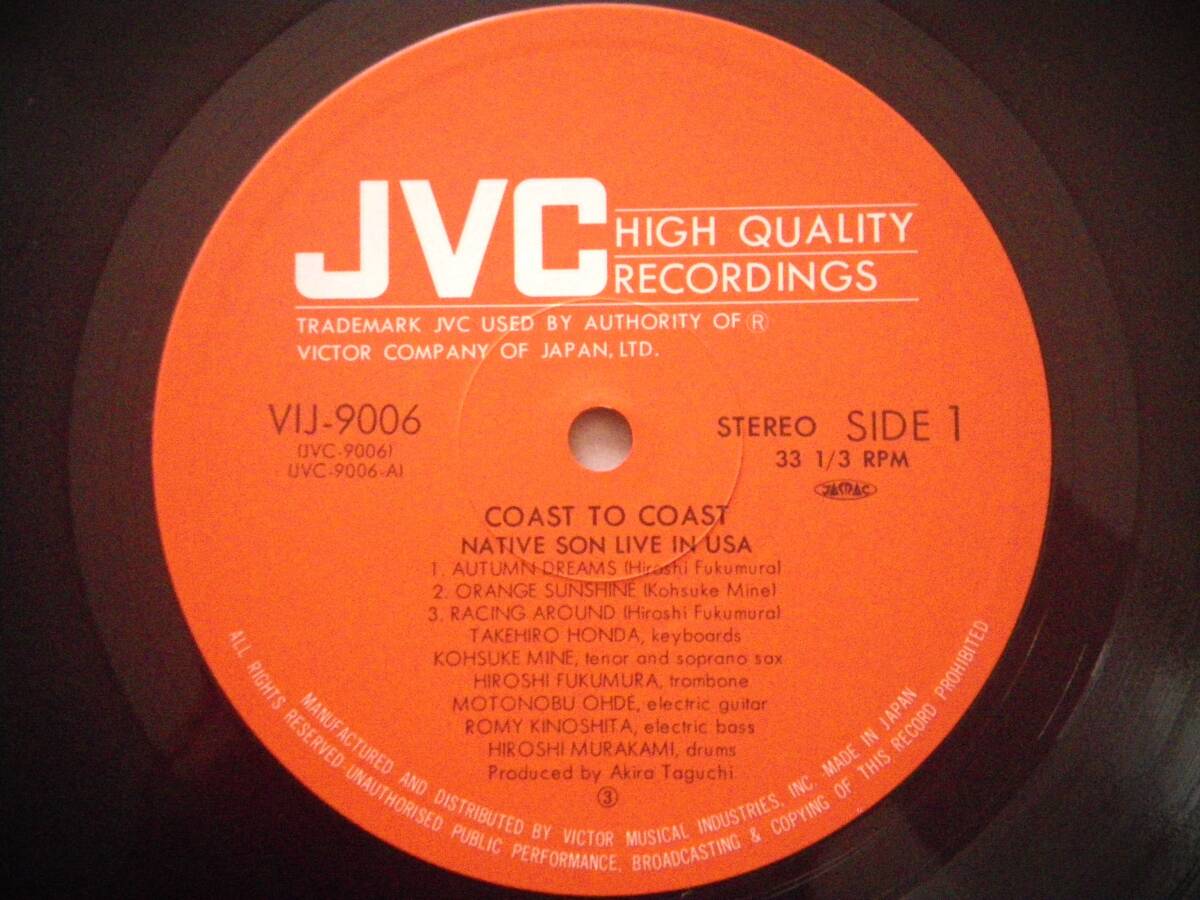 JVC HIGH QUALITY
RECORDINGS
TRADEMARK JVC USED BY AUTHORITY OF ®
VICTOR COMPANY OF JAPAN, LTD.
VIJ-9006
(JVC-9006)
(JVC-9006-A)
STEREO SIDE 1
33 1/3 RPM
JASRAC
COAST TO COAST
NATIVE SON LIVE IN USA
1. AUTUMN DREAMS (Hiroshi Fukumura)
2. ORANGE SUNSHINE (Kohsuke Mine)
3. RACING AROUND (Hiroshi Fukumura)
TAKEHIRO HONDA, keyboards
KOHSUKE MINE, tenor and soprano sax
HIROSHI FUKUMURA, trombone
MOTONOBU OHDE, electric guitar
ROMY KINOSHITA, electric bass
HIROSHI MURAKAMI, drums
Produced by Akira Taguchi
③
MANUFACTURED AND DISTRIBUTED BY VICTOR MUSICAL INDUSTRIES, INC. MADE IN JAPAN
ALL RIGHTS RESERVED-UNAUTHORISED PUBLIC PERFORMANCE, BROADCASTING & COPYING OF THIS RECORD PROHIBITED